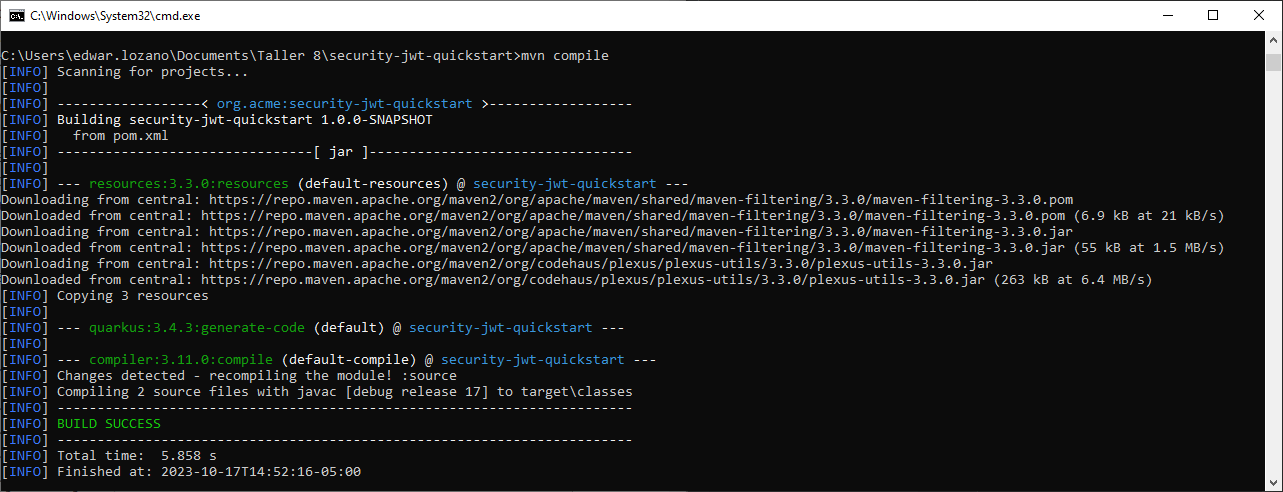 C:\Windows\System32\cmd.exe
C:\Users\edwar.lozano\Documents\Taller 8\security-jwt-quickstart>mvn compile
[INFO] Scanning for projects...
[INFO]
[INFO] ------------------< org.acme:security-jwt-quickstart >------------------
[INFO] Building security-jwt-quickstart 1.0.0-SNAPSHOT
[INFO]   from pom.xml
[INFO] --------------------------------[ jar ]---------------------------------
[INFO]
[INFO] --- resources:3.3.0:resources (default-resources) @ security-jwt-quickstart ---
Downloading from central: https://repo.maven.apache.org/maven2/org/apache/maven/shared/maven-filtering/3.3.0/maven-filtering-3.3.0.pom
Downloaded from central: https://repo.maven.apache.org/maven2/org/apache/maven/shared/maven-filtering/3.3.0/maven-filtering-3.3.0.pom (6.9 kB at 21 kB/s)
Downloading from central: https://repo.maven.apache.org/maven2/org/apache/maven/shared/maven-filtering/3.3.0/maven-filtering-3.3.0.jar
Downloaded from central: https://repo.maven.apache.org/maven2/org/apache/maven/shared/maven-filtering/3.3.0/maven-filtering-3.3.0.jar (55 kB at 1.5 MB/s)
Downloading from central: https://repo.maven.apache.org/maven2/org/codehaus/plexus/plexus-utils/3.3.0/plexus-utils-3.3.0.jar
Downloaded from central: https://repo.maven.apache.org/maven2/org/codehaus/plexus/plexus-utils/3.3.0/plexus-utils-3.3.0.jar (263 kB at 6.4 MB/s)
[INFO] Copying 3 resources
[INFO]
[INFO] --- quarkus:3.4.3:generate-code (default) @ security-jwt-quickstart ---
[INFO]
[INFO] --- compiler:3.11.0:compile (default-compile) @ security-jwt-quickstart ---
[INFO] Changes detected - recompiling the module! :source
[INFO] Compiling 2 source files with javac [debug release 17] to target\classes
[INFO] ------------------------------------------------------------------------
[INFO] BUILD SUCCESS
[INFO] ------------------------------------------------------------------------
[INFO] Total time:  5.858 s
[INFO] Finished at: 2023-10-17T14:52:16-05:00